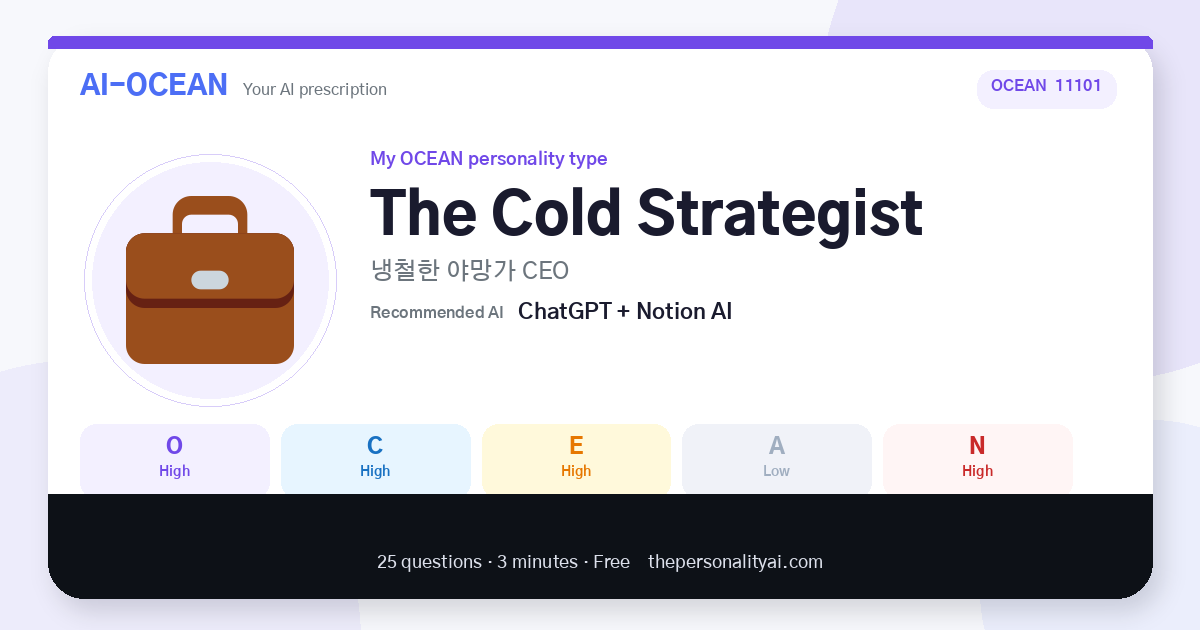 AI-OCEAN Your AI prescription
OCEAN 11101
My OCEAN personality type
The Cold Strategist
냉철한 야망가 CEO
Recommended AI ChatGPT + Notion AI
O C E A N
High High High Low High
25 questions · 3 minutes · Free thepersonalityai.com